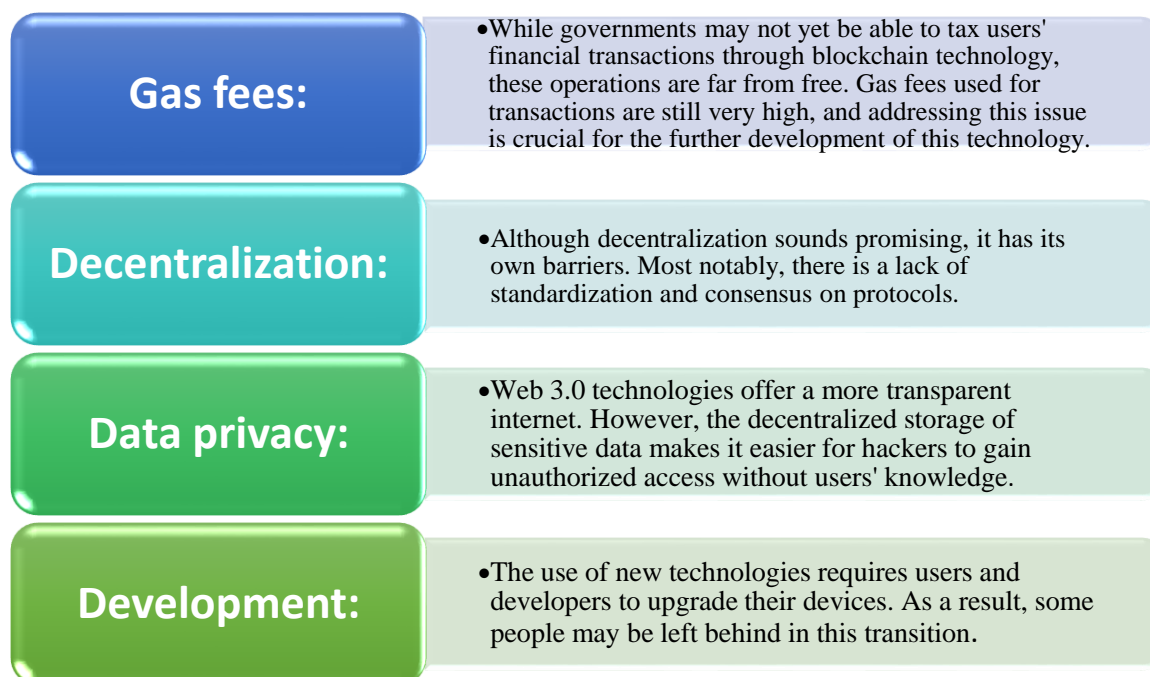 Gas fees:
•While governments may not yet be able to tax users'
financial transactions through blockchain technology,
these operations are far from free. Gas fees used for
transactions are still very high, and addressing this issue
is crucial for the further development of this technology.
Decentralization:
•Although decentralization sounds promising, it has its
own barriers. Most notably, there is a lack of
standardization and consensus on protocols.
Data privacy:
•Web 3.0 technologies offer a more transparent
internet. However, the decentralized storage of
sensitive data makes it easier for hackers to gain
unauthorized access without users' knowledge.
Development:
•The use of new technologies requires users and
developers to upgrade their devices. As a result, some
people may be left behind in this transition.